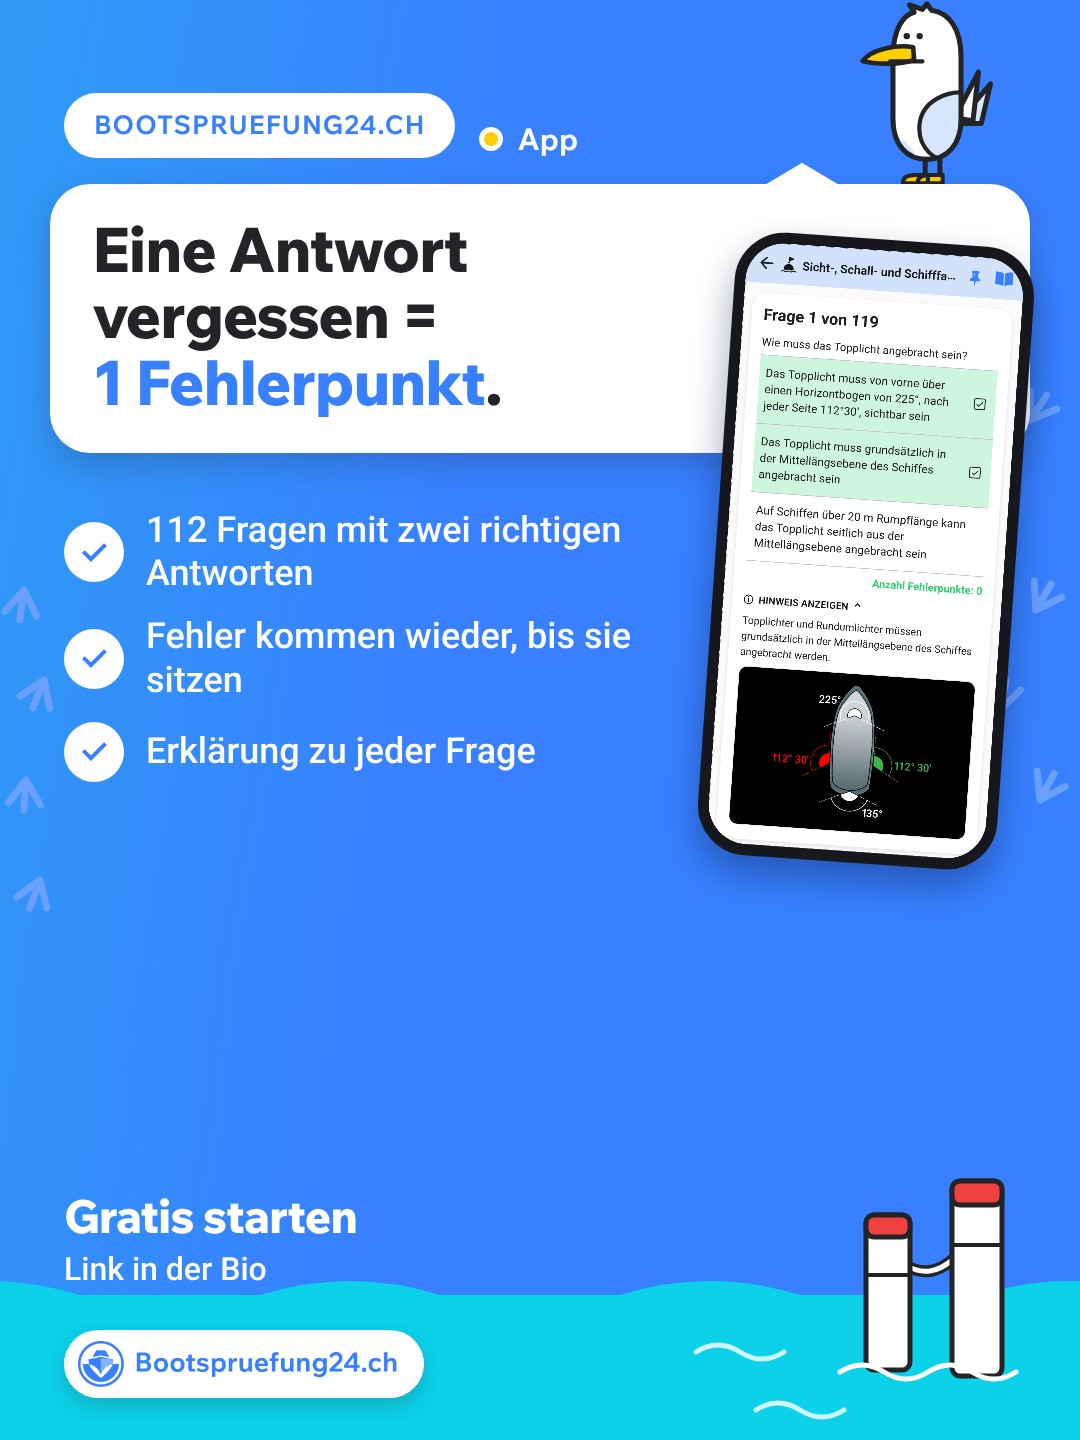 BOOTSPRUEFUNG24.CH
App
Eine Antwort
vergessen =
1 Fehlerpunkt.
112 Fragen mit zwei richtigen
Antworten
Fehler kommen wieder, bis sie
sitzen
Erklärung zu jeder Frage
Sicht-, Schall- und Schifffa...
Frage 1 von 119
Wie muss das Topplicht angebracht sein?
Das Topplicht muss von vorne über
einen Horizontbogen von 225°, nach
jeder Seite 112°30', sichtbar sein
Das Topplicht muss grundsätzlich in
der Mittellängsebene des Schiffes
angebracht sein
Auf Schiffen über 20 m Rumpflänge kann
das Topplicht seitlich aus der
Mittellängsebene angebracht sein
Anzahl Fehlerpunkte: 0
HINWEIS ANZEIGEN
Topplichter und Rundumlichter müssen
grundsätzlich in der Mittellängsebene des Schiffes
angebracht werden.
225°
112° 30'
112° 30'
135°
Gratis starten
Link in der Bio
Bootspruefung24.ch